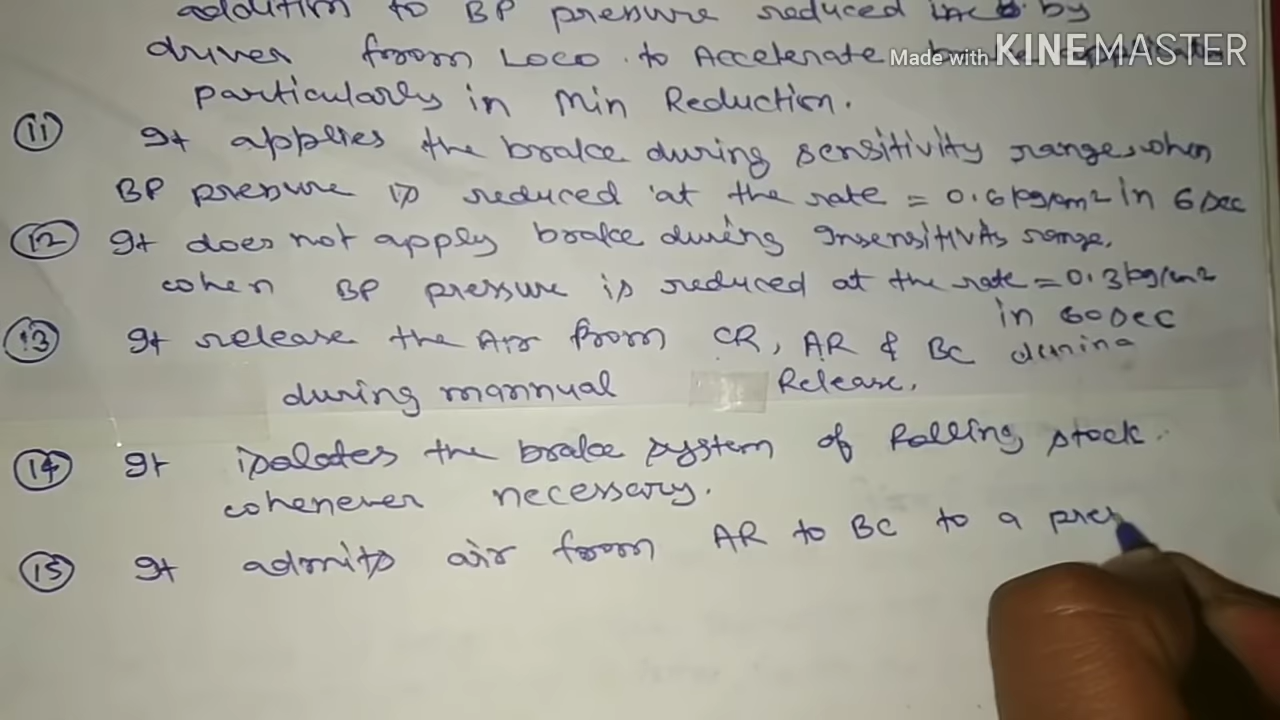 addition to BP pressure reduced by
driver from Loco to Accelerate
Made with KINEMASTER
particularly in Min Reduction.
11 It applies the brake during sensitivity range when
BP pressure is reduced at the rate = 0.6 kg/cm2 in 6 sec
12 It does not apply brake during Insensitivity range.
when BP pressure is reduced at the rate = 0.3 kg/cm2
in 60 sec
13 It release the Air from CR, AR & BC during
during mannual Release.
14 It isolates the brake system of Rolling stock.
whenever necessary.
15 It admits air from AR to BC to a pres